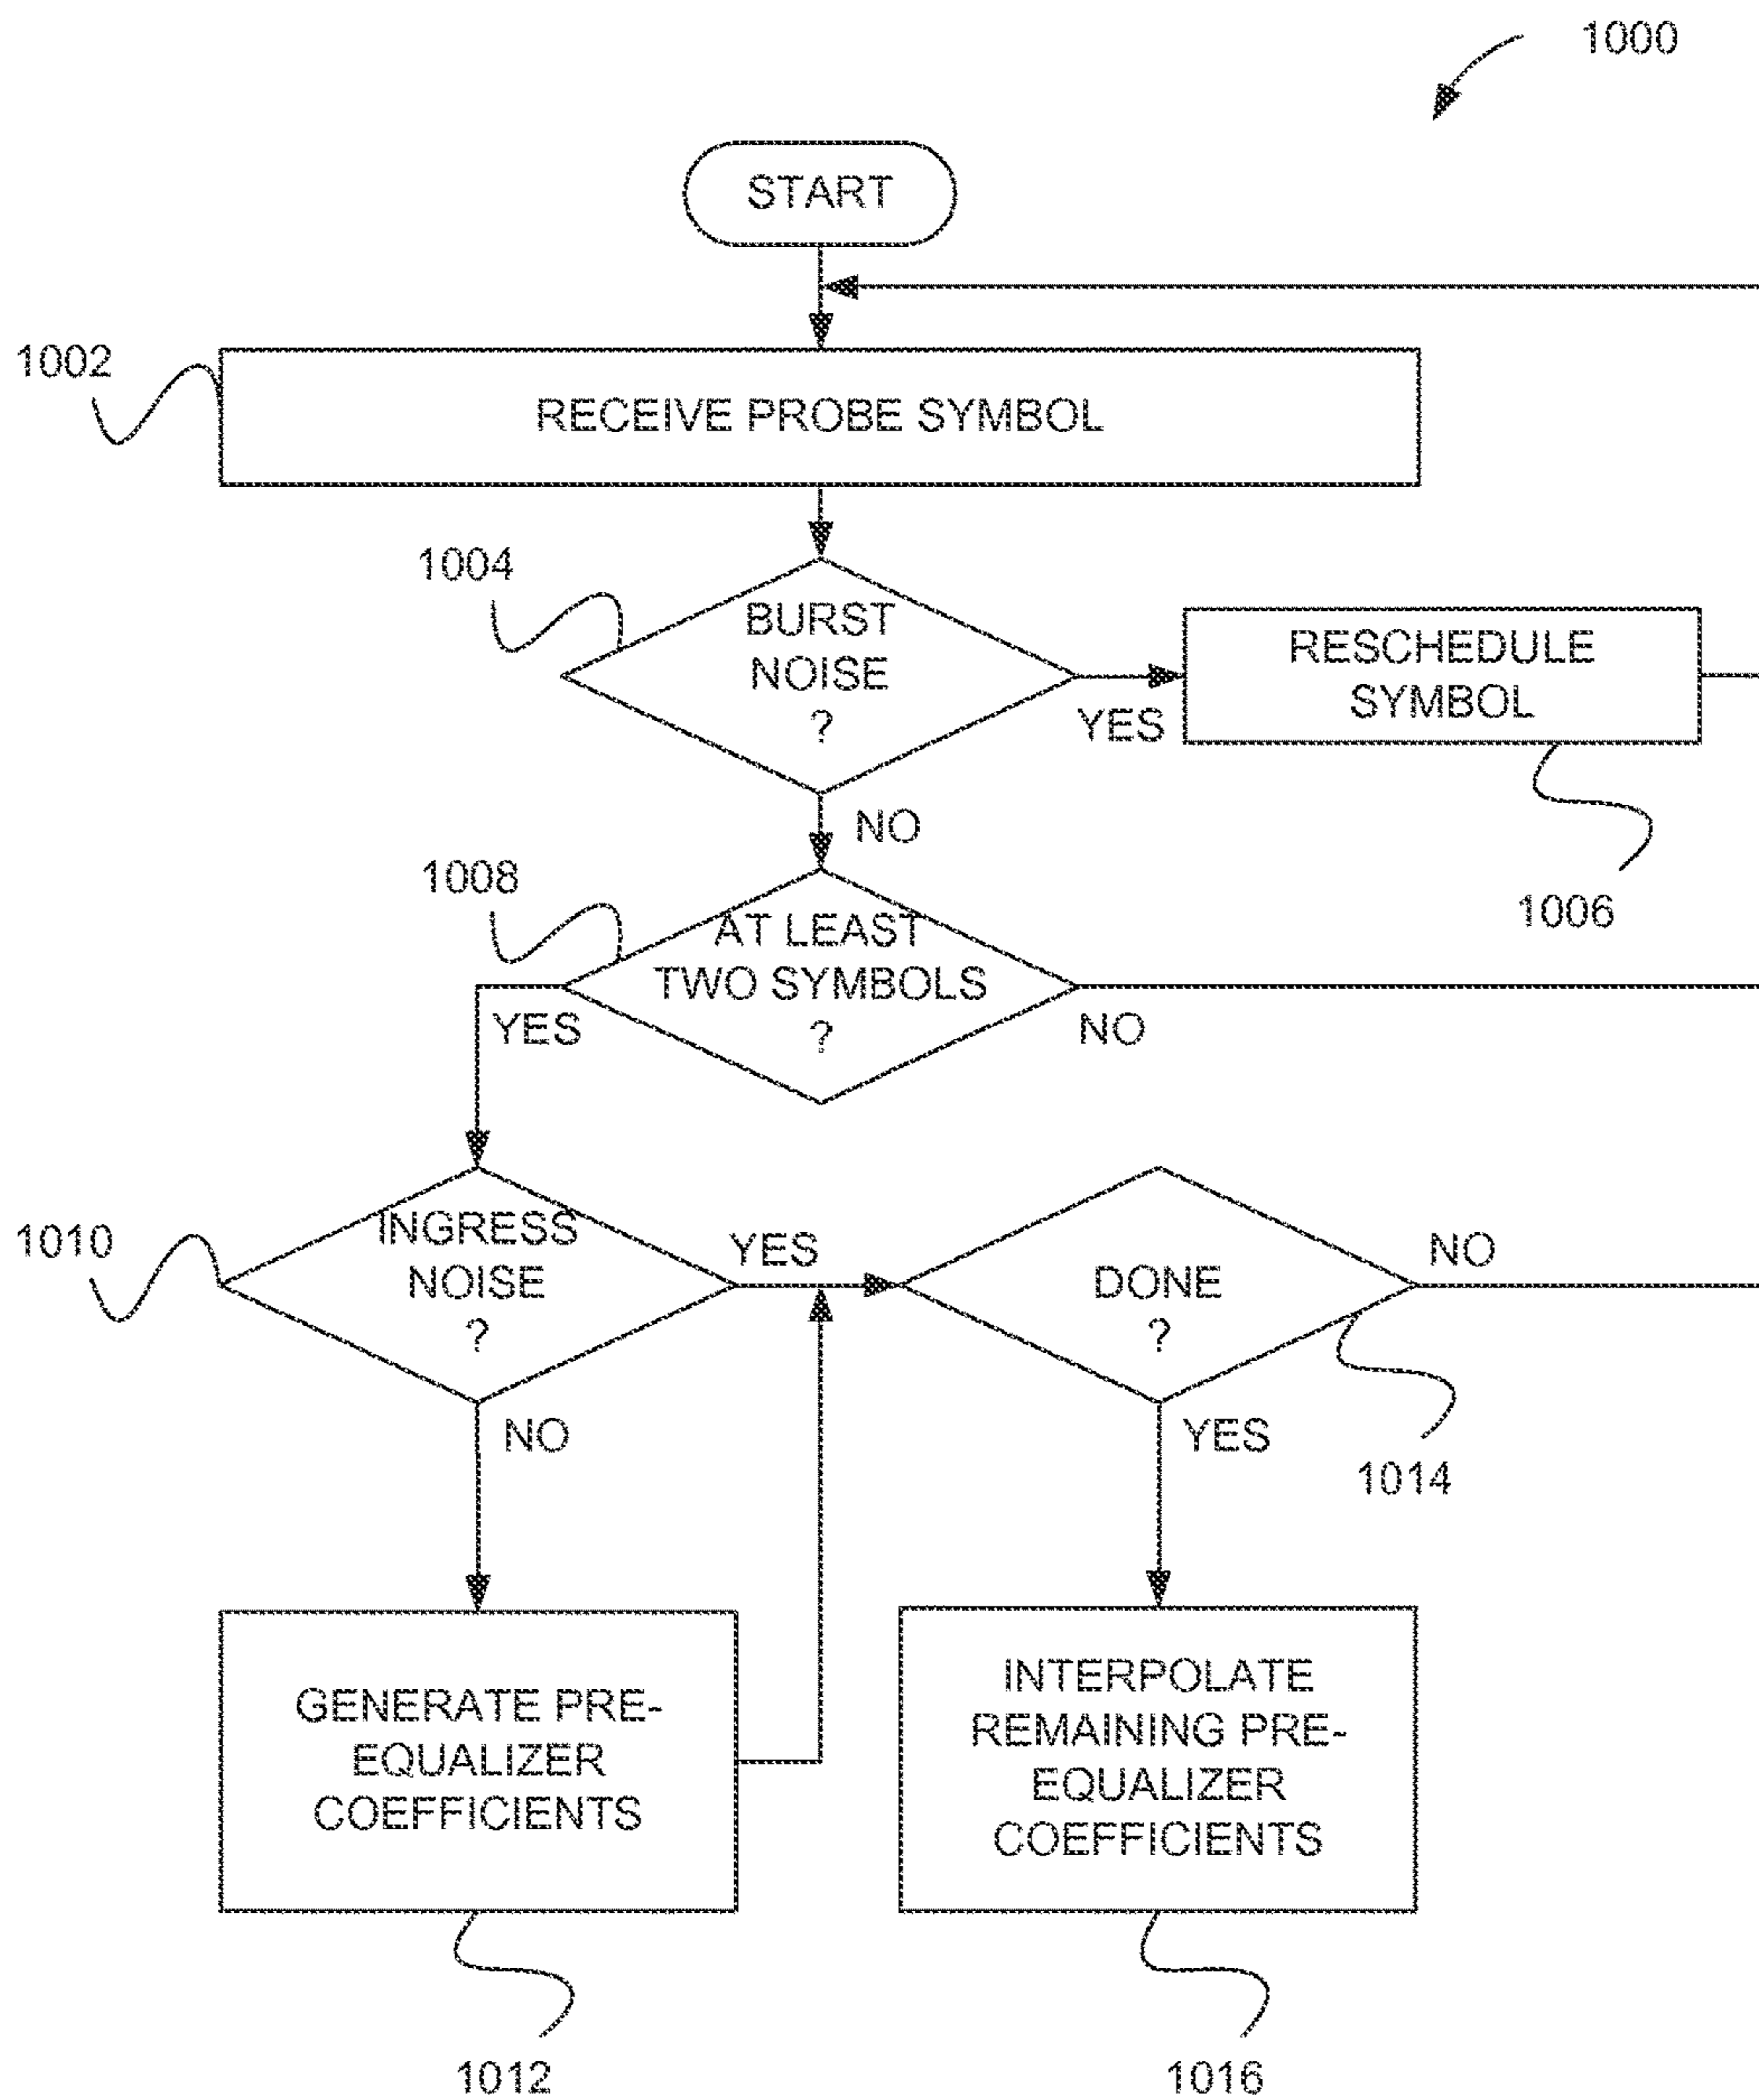 1000
START
1002
RECEIVE PROBE SYMBOL
1004
BURST
NOISE
?
YES
RESCHEDULE
SYMBOL
NO
1006
1008
AT LEAST
TWO SYMBOLS
?
YES
NO
1010
INGRESS
NOISE
?
YES
DONE
?
NO
NO
YES
1014
GENERATE PRE-
EQUALIZER
COEFFICIENTS
INTERPOLATE
REMAINING PRE-
EQUALIZER
COEFFICIENTS
1012
1016